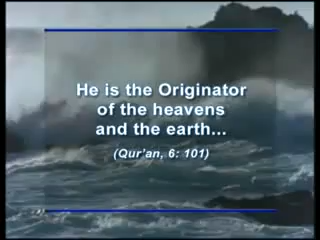 He is the Originator
of the heavens
and the earth...
(Qur'an, 6: 101)